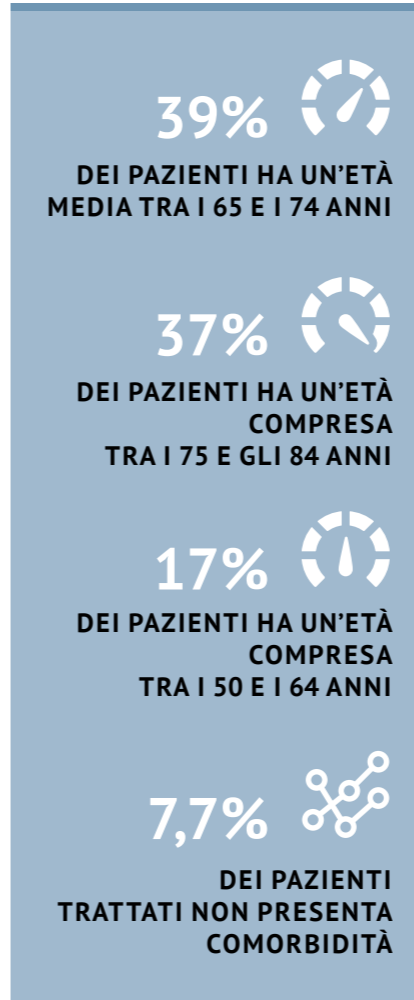 39%
DEI PAZIENTI HA UN'ETÀ
MEDIA TRA I 65 E I 74 ANNI
37%
DEI PAZIENTI HA UN'ETÀ
COMPRESA
TRA I 75 E GLI 84 ANNI
17%
DEI PAZIENTI HA UN'ETÀ
COMPRESA
TRA I 50 E I 64 ANNI
7,7%
DEI PAZIENTI
TRATTATI NON PRESENTA
COMORBIDITÀ